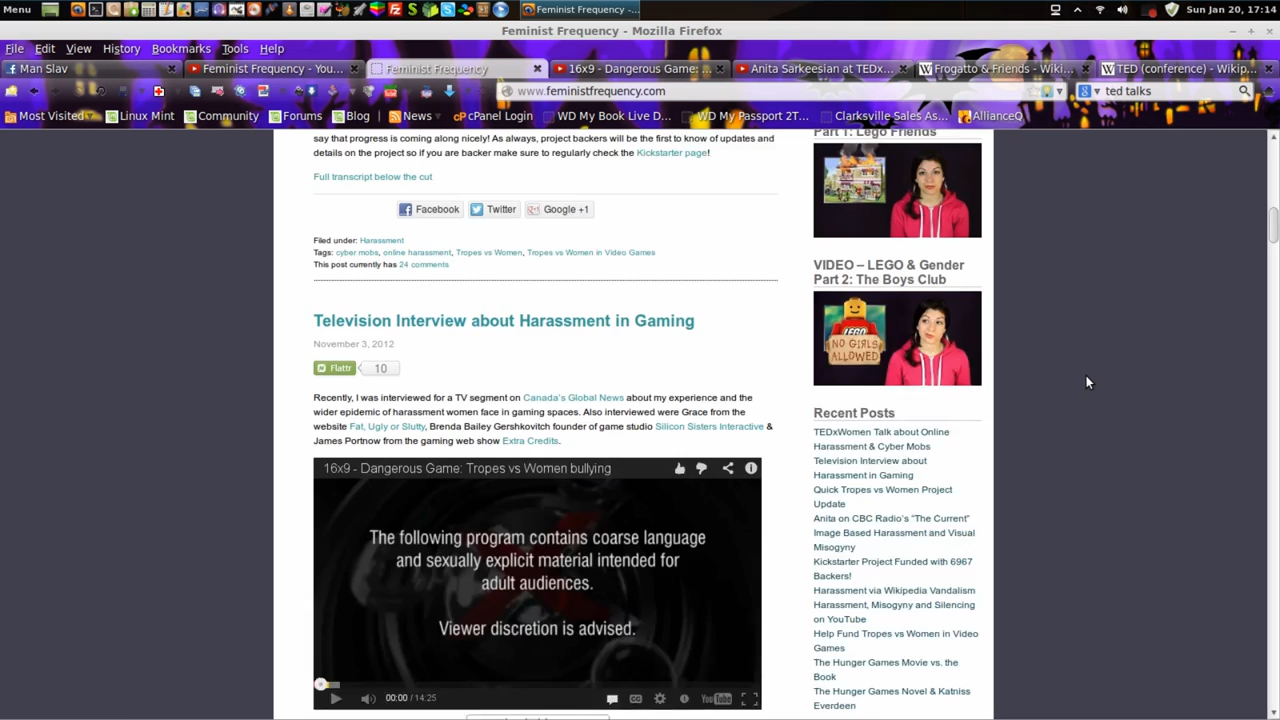 Menu
Feminist Frequency -...
Sun Jan 20, 17:14
Feminist Frequency - Mozilla Firefox
File Edit View History Bookmarks Tools Help
Man Slav
Feminist Frequency - You...
Feminist Frequency
16x9 - Dangerous Game: ...
Anita Sarkeesian at TEDx...
Frogatto & Friends - Wiki...
TED (conference) - Wikip...
www.feministfrequency.com
ted talks
Most Visited
Linux Mint
Community
Forums
Blog
News
cPanel Login
WD My Book Live D...
WD My Passport 2T...
Clarksville Sales As...
AllianceQ
say that progress is coming along nicely! As always, project backers will be the first to know of updates and
details on the project so if you are backer make sure to regularly check the Kickstarter page!
Full transcript below the cut
Facebook
Twitter
Google +1
Filed under: Harassment
Tags: cyber mobs, online harassment, Tropes vs Women, Tropes vs Women in Video Games
This post currently has 24 comments
Television Interview about Harassment in Gaming
November 3, 2012
Flattr
10
Recently, I was interviewed for a TV segment on Canada's Global News about my experience and the
wider epidemic of harassment women face in gaming spaces. Also interviewed were Grace from the
website Fat, Ugly or Slutty, Brenda Bailey Gershkovitch founder of game studio Silicon Sisters Interactive &
James Portnow from the gaming web show Extra Credits.
16x9 - Dangerous Game: Tropes vs Women bullying
The following program contains coarse language
and sexually explicit material intended for
adult audiences.
Viewer discretion is advised.
00:00 / 14:25
CC
YouTube
Part 1: Lego Friends
VIDEO – LEGO & Gender
Part 2: The Boys Club
LEGO
NO GIRLS
ALLOWED
Recent Posts
TEDxWomen Talk about Online
Harassment & Cyber Mobs
Television Interview about
Harassment in Gaming
Quick Tropes vs Women Project
Update
Anita on CBC Radio's "The Current"
Image Based Harassment and Visual
Misogyny
Kickstarter Project Funded with 6967
Backers!
Harassment via Wikipedia Vandalism
Harassment, Misogyny and Silencing
on YouTube
Help Fund Tropes vs Women in Video
Games
The Hunger Games Movie vs. the
Book
The Hunger Games Novel & Katniss
Everdeen